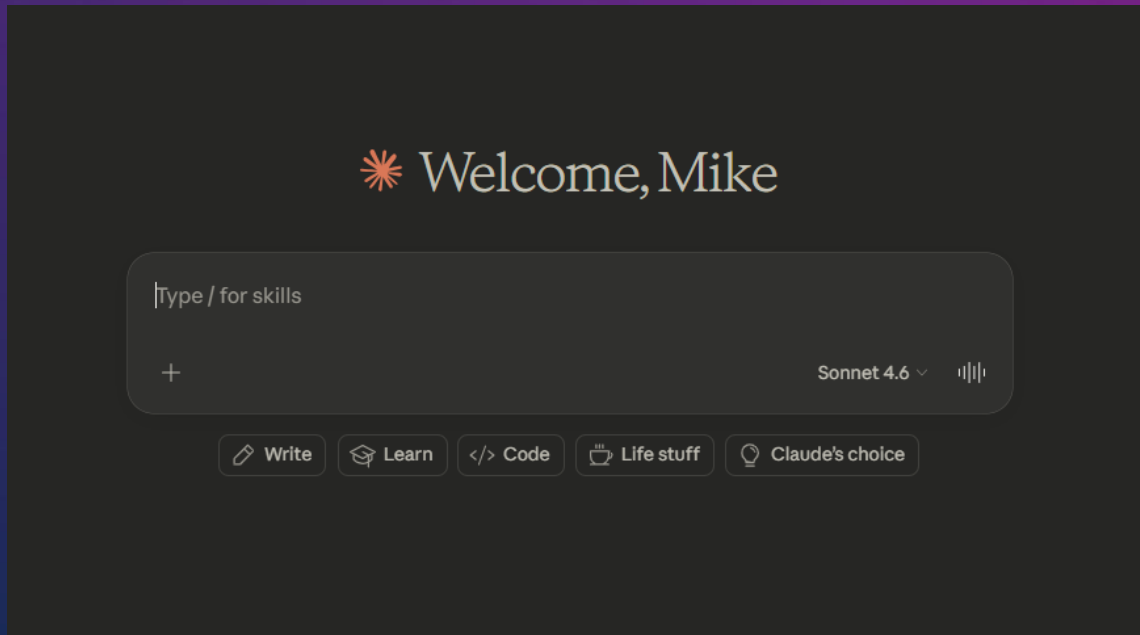 Welcome, Mike
Type / for skills
Sonnet 4.6
Write
Learn
</> Code
Life stuff
Claude's choice